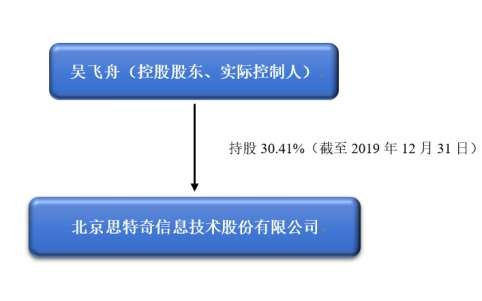 吴飞舟（控股股东、实际控制人）
持股 30.41%（截至 2019 年 12 月 31 日）
北京思特奇信息技术股份有限公司